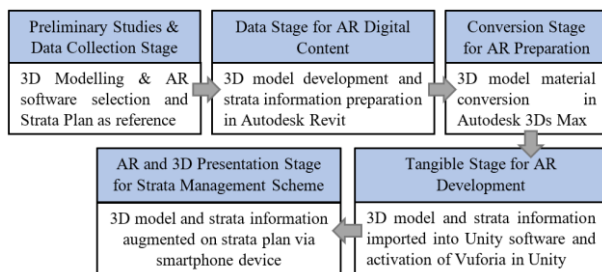 Preliminary Studies &
Data Collection Stage
3D Modelling & AR
software selection and
Strata Plan as reference
Data Stage for AR Digital
Content
3D model development and
strata information preparation
in Autodesk Revit
Conversion Stage
for AR Preparation
3D model material
conversion in
Autodesk 3Ds Max
Tangible Stage for AR
Development
3D model and strata information
imported into Unity software and
activation of Vuforia in Unity
AR and 3D Presentation Stage
for Strata Management Scheme
3D model and strata information
augmented on strata plan via
smartphone device